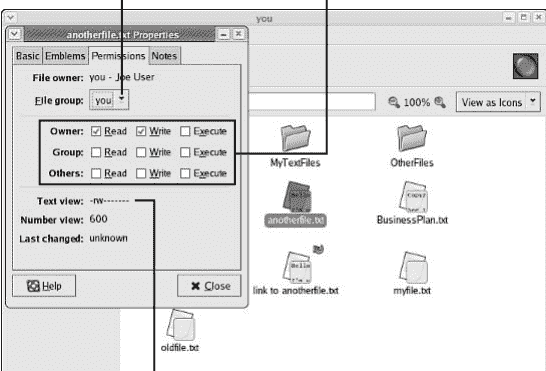 you
anotherfile.txt Properties
Basic Emblems Permissions Notes
File owner: you - Joe User
File group: you
100% View as Icons
Owner: Read Write Execute
Group: Read Write Execute
Others: Read Write Execute
Text view: -rw-------
Number view: 600
Last changed: unknown
Help Close
MyTextFiles OtherFiles
anotherfile.txt BusinessPlan.txt
link to anotherfile.txt myfile.txt
oldfile.txt